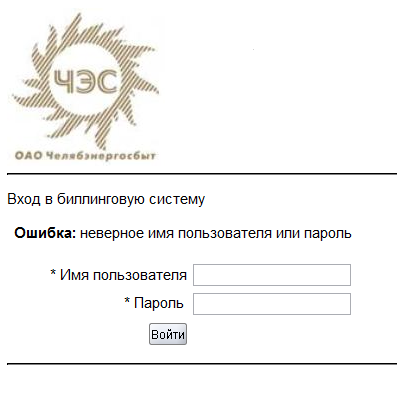 ЧЭС
ОАО Челябэнергосбыт
Вход в биллинговую систему
Ошибка: неверное имя пользователя или пароль
* Имя пользователя
* Пароль
Войти